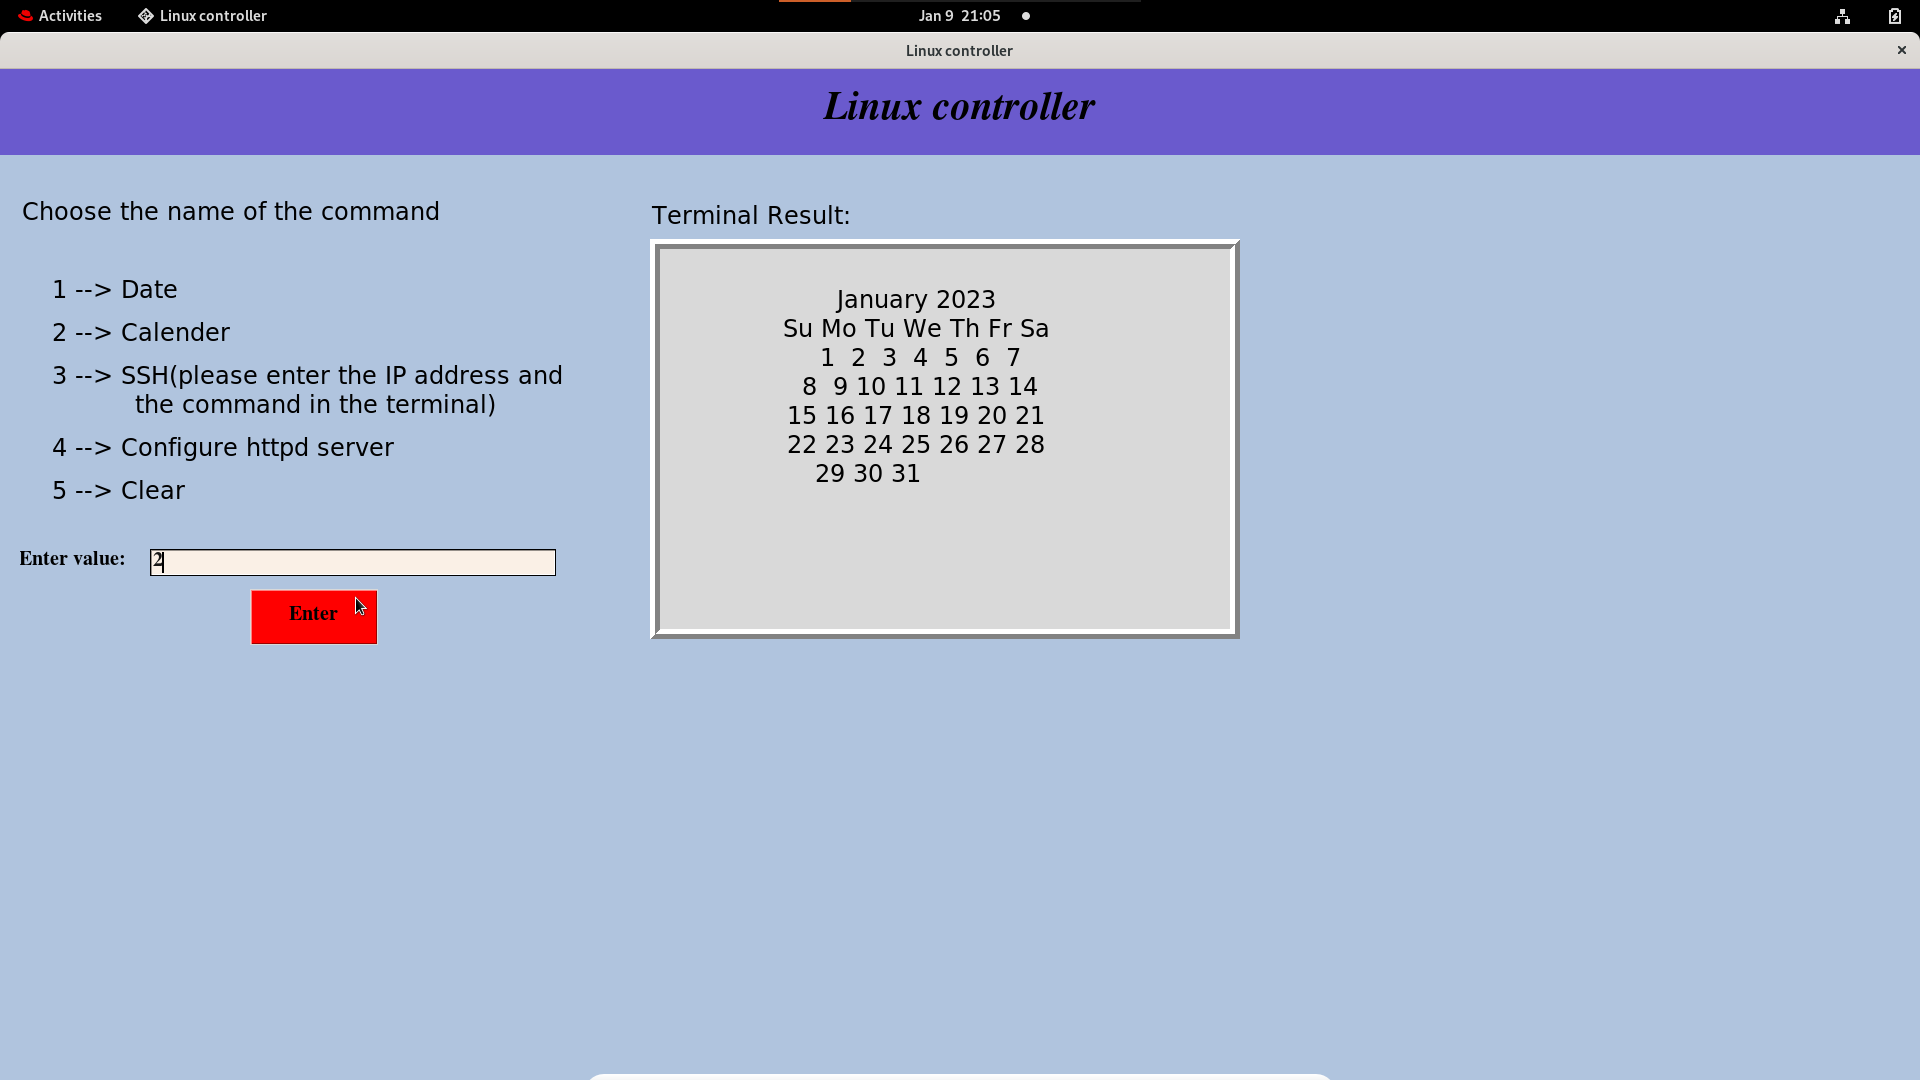 Activities
Linux controller
Jan 9 21:05
Linux controller
Linux controller
Choose the name of the command
1 --> Date
2 --> Calender
3 --> SSH(please enter the IP address and
the command in the terminal)
4 --> Configure httpd server
5 --> Clear
Enter value: 2
Enter
Terminal Result:
January 2023
Su Mo Tu We Th Fr Sa
1 2 3 4 5 6 7
8 9 10 11 12 13 14
15 16 17 18 19 20 21
22 23 24 25 26 27 28
29 30 31